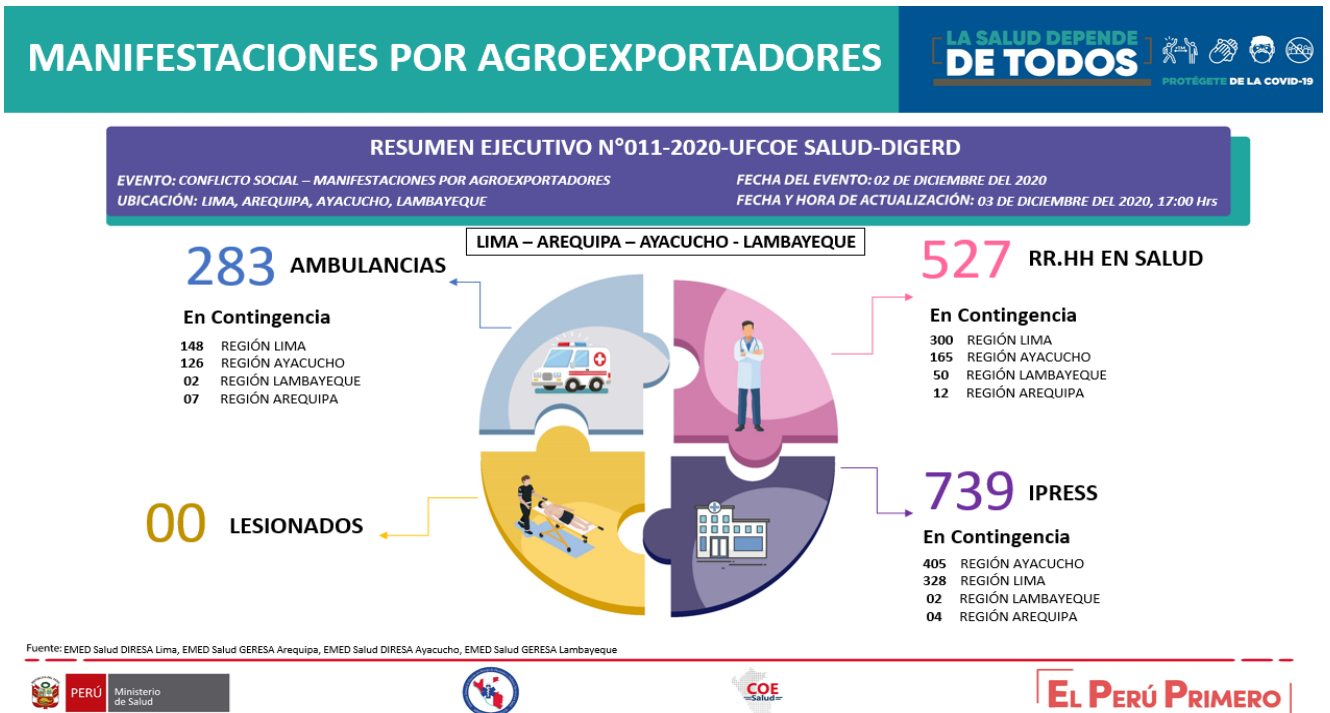 MANIFESTACIONES POR AGROEXPORTADORES
LA SALUD DEPENDE
DE TODOS
PROTÉGETE DE LA COVID-19
RESUMEN EJECUTIVO N°011-2020-UFCOE SALUD-DIGERD
EVENTO: CONFLICTO SOCIAL – MANIFESTACIONES POR AGROEXPORTADORES
UBICACIÓN: LIMA, AREQUIPA, AYACUCHO, LAMBAYEQUE
FECHA DEL EVENTO: 02 DE DICIEMBRE DEL 2020
FECHA Y HORA DE ACTUALIZACIÓN: 03 DE DICIEMBRE DEL 2020, 17:00 Hrs
LIMA – AREQUIPA – AYACUCHO - LAMBAYEQUE
283 AMBULANCIAS
En Contingencia
148 REGIÓN LIMA
126 REGIÓN AYACUCHO
02 REGIÓN LAMBAYEQUE
07 REGIÓN AREQUIPA
527 RR.HH EN SALUD
En Contingencia
300 REGIÓN LIMA
165 REGIÓN AYACUCHO
50 REGIÓN LAMBAYEQUE
12 REGIÓN AREQUIPA
00 LESIONADOS
739 IPRESS
En Contingencia
405 REGIÓN AYACUCHO
328 REGIÓN LIMA
02 REGIÓN LAMBAYEQUE
04 REGIÓN AREQUIPA
Fuente: EMED Salud DIRESA Lima, EMED Salud GERESA Arequipa, EMED Salud DIRESA Ayacucho, EMED Salud GERESA Lambayeque
PERÚ
Ministerio
de Salud
COE
Salud
EL PERÚ PRIMERO